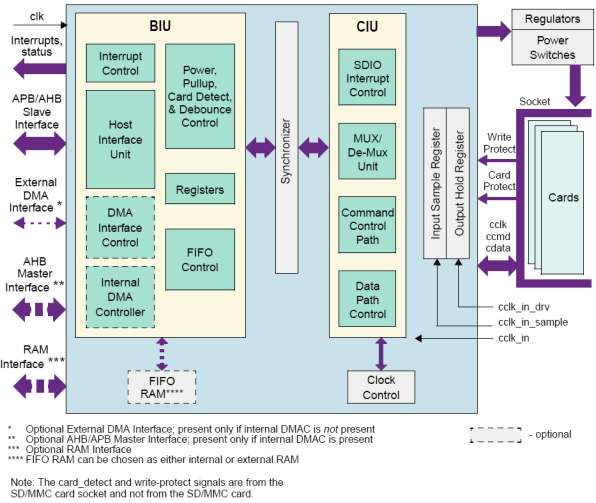 clk
Interrupts,
status
APB/AHB
Slave
Interface
External
DMA
Interface *
AHB
Master
Interface **
RAM
Interface ***
BIU
Interrupt
Control
Host
Interface
Unit
DMA
Interface
Control
Internal
DMA
Controller
Power,
Pullup,
Card Detect,
& Debounce
Control
Registers
FIFO
Control
FIFO
RAM****
Synchronizer
CIU
SDIO
Interrupt
Control
MUX/
De-Mux
Unit
Command
Control
Path
Data
Path
Control
Clock
Control
Input Sample Register
Output Hold Register
Regulators
Power
Switches
Socket
Write
Protect
Card
Protect
cclk
ccmd
cdata
Cards
cclk_in_drv
cclk_in_sample
cclk_in
* Optional External DMA Interface; present only if internal DMAC is not present
** Optional AHB/APB Master Interface; present only if internal DMAC is present
*** Optional RAM Interface
**** FIFO RAM can be chosen as either internal or external RAM
- optional
Note: The card_detect and write-protect signals are from the
SD/MMC card socket and not from the SD/MMC card.